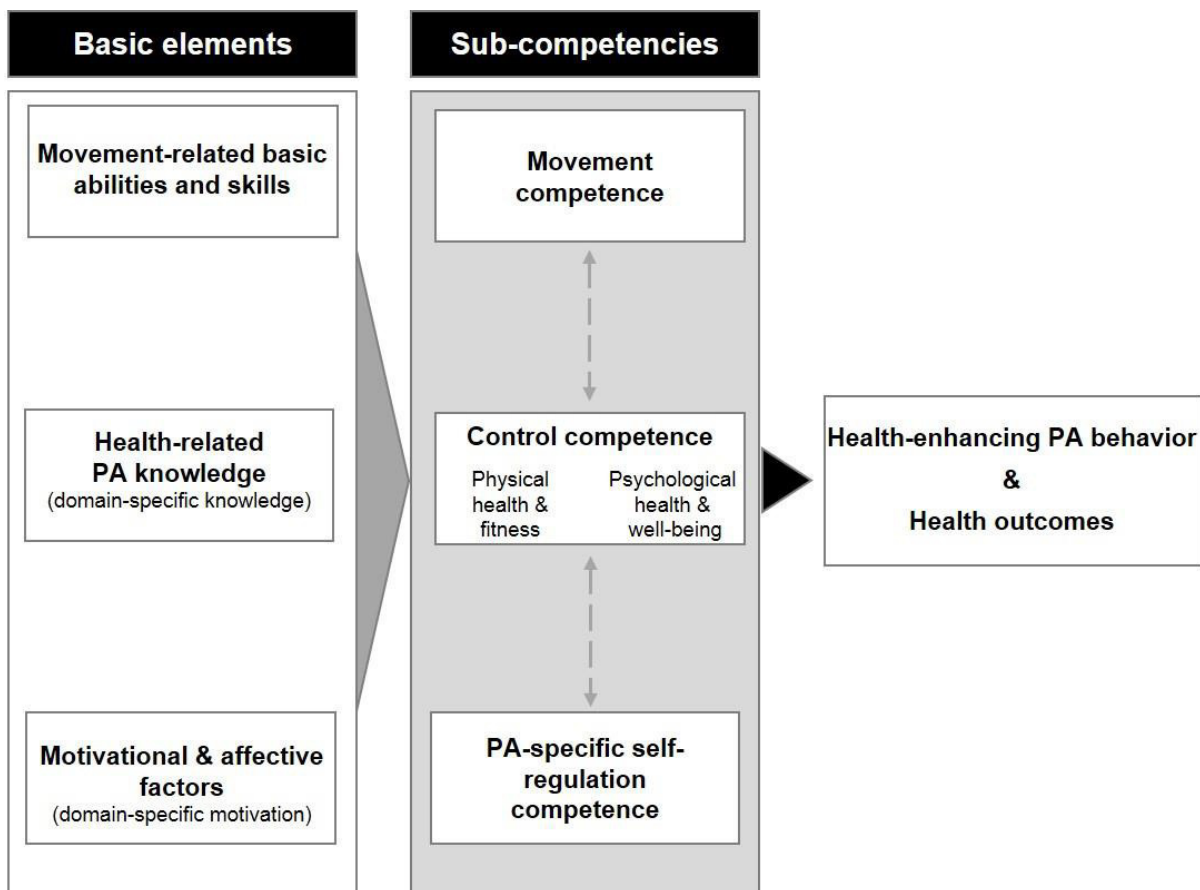 Basic elements
Movement-related basic
abilities and skills
Health-related
PA knowledge
(domain-specific knowledge)
Motivational & affective
factors
(domain-specific motivation)
Sub-competencies
Movement
competence
Control competence
Physical
health &
fitness
Psychological
health &
well-being
PA-specific self-
regulation
competence
Health-enhancing PA behavior
&
Health outcomes